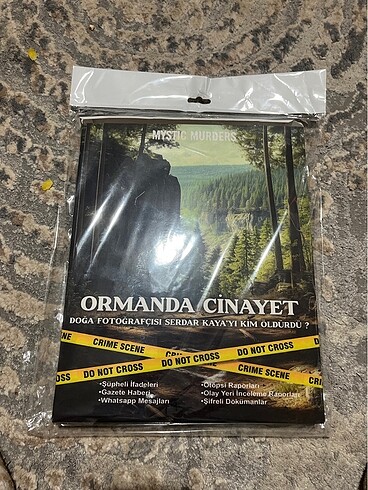 MYSTIC MURDERS
ORMANDA CİNAYET
DOĞA FOTOĞRAFÇISI SERDAR KAYA'YI KİM ÖLDÜRDÜ ?
CRIME SCENE
DO NOT CROSS
DO NOT CROSS
CRIME SCENE
•Şüpheli İfadeleri
•Gazete Haberi
•Whatsapp Mesajları
•Otopsi Raporları
•Olay Yeri İnceleme Raporları
•Şifreli Dökümanlar